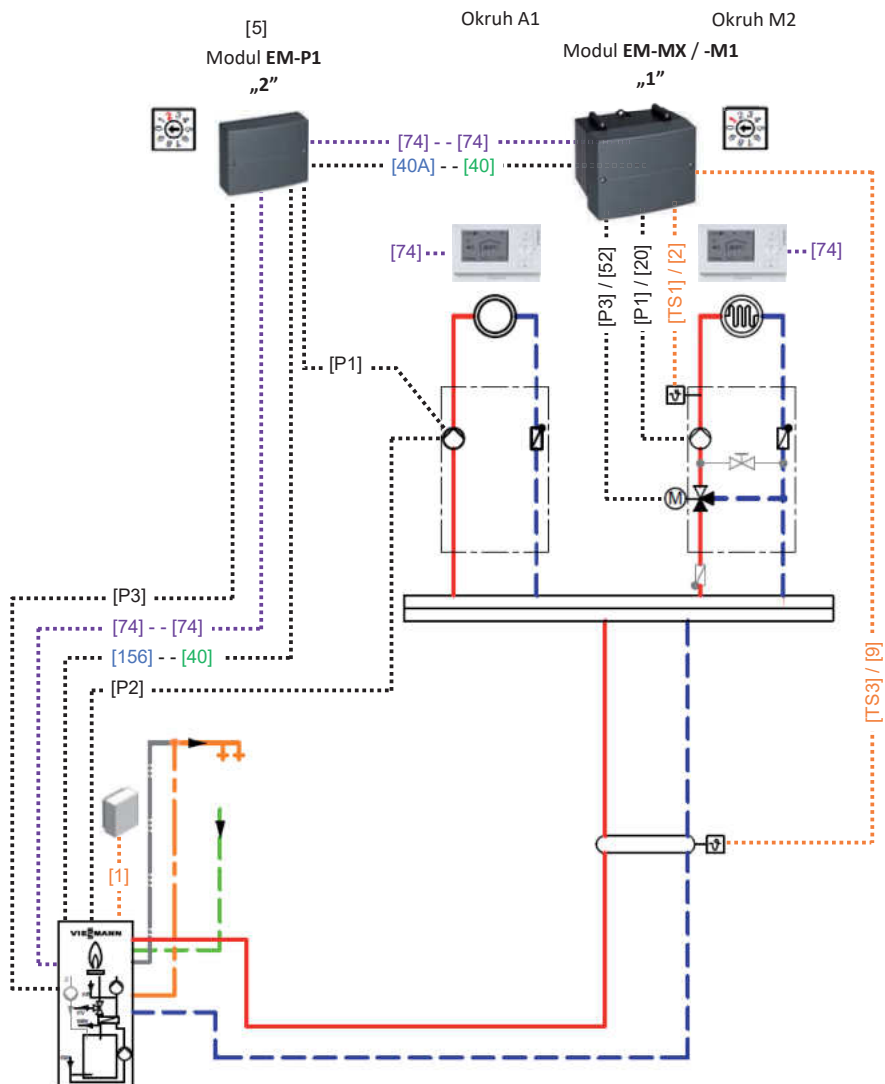 Okruh A1
Okruh M2
[5]
Modul EM-P1
„2”
Modul EM-MX / -M1
„1”
[74] - - [74]
[40A] - - [40]
[74]
[74]
[P3] / [52]
[P1] / [20]
[TS1] / [2]
[P1]
M
[P3]
[74] - - [74]
[156] - - [40]
[P2]
[TS3] / [9]
[1]
VIESMANN